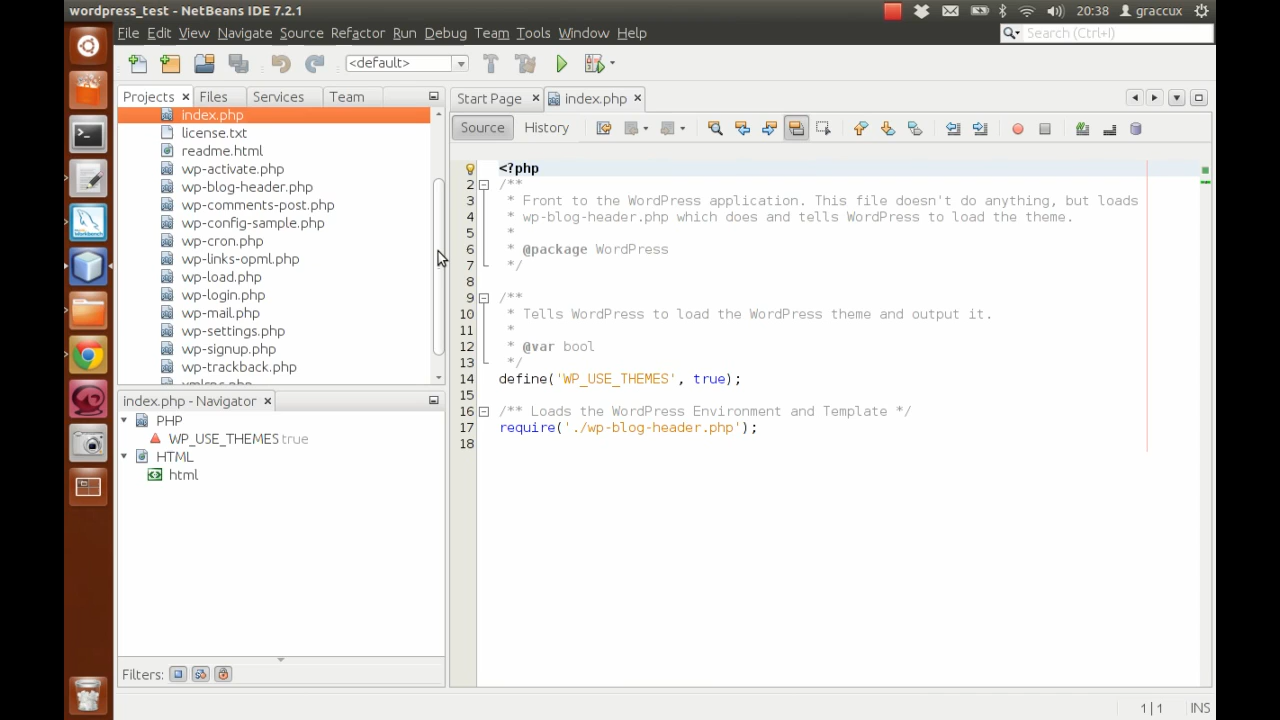 wordpress_test - NetBeans IDE 7.2.1
20:38 graccux
File Edit View Navigate Source Refactor Run Debug Team Tools Window Help
Search (Ctrl+I)
<default>
Projects Files Services Team
index.php
license.txt
readme.html
wp-activate.php
wp-blog-header.php
wp-comments-post.php
wp-config-sample.php
wp-cron.php
wp-links-opml.php
wp-load.php
wp-login.php
wp-mail.php
wp-settings.php
wp-signup.php
wp-trackback.php
xmlrpc.php
index.php - Navigator
PHP
WP_USE_THEMES true
HTML
html
Filters:
Start Page index.php
Source History
<?php
2 /**
3 * Front to the WordPress application. This file doesn't do anything, but loads
4 * wp-blog-header.php which does and tells WordPress to load the theme.
5 *
6 * @package WordPress
7 */
8
9 /**
10 * Tells WordPress to load the WordPress theme and output it.
11 *
12 * @var bool
13 */
14 define('WP_USE_THEMES', true);
15
16 /** Loads the WordPress Environment and Template */
17 require('./wp-blog-header.php');
18
1|1 INS